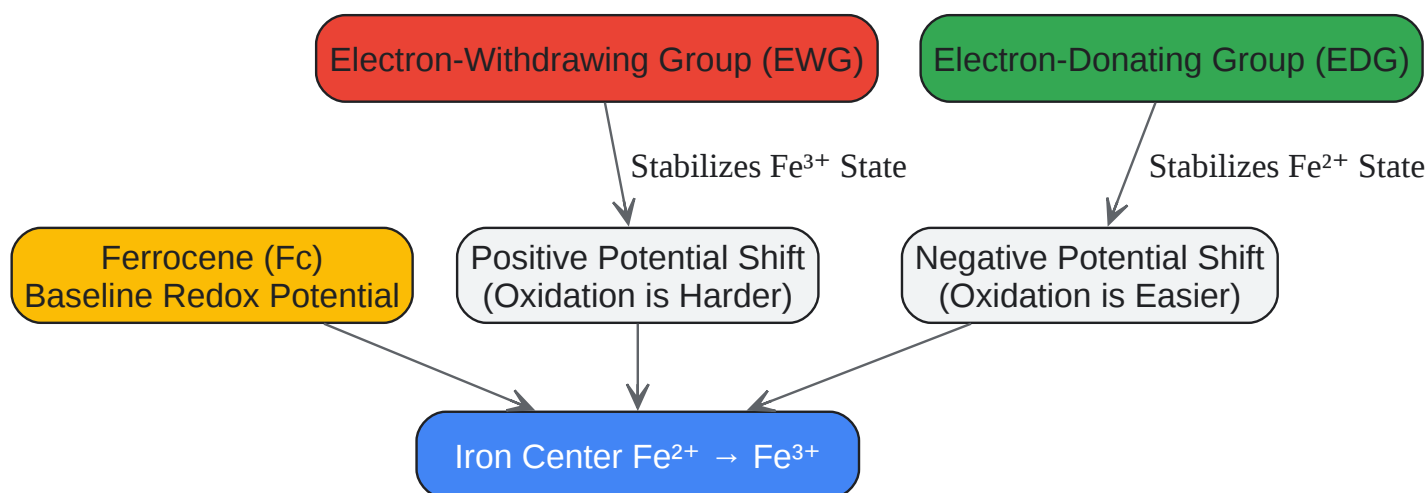 Electron-Withdrawing Group (EWG)
Electron-Donating Group (EDG)
Stabilizes Fe³⁺ State
Stabilizes Fe²⁺ State
Ferrocene (Fc)
Baseline Redox Potential
Positive Potential Shift
(Oxidation is Harder)
Negative Potential Shift
(Oxidation is Easier)
Iron Center Fe²⁺ → Fe³⁺